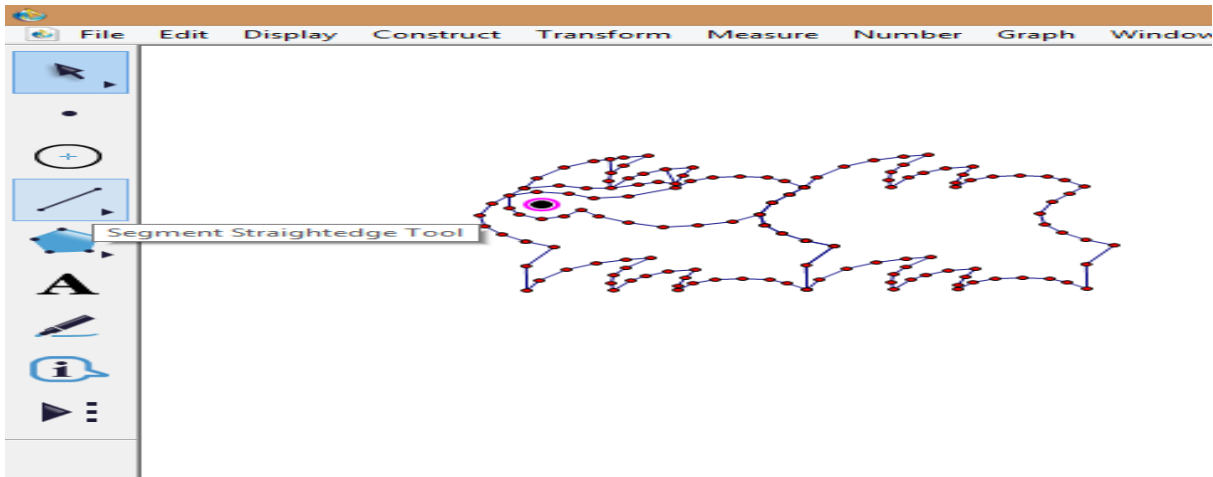 File Edit Display Construct Transform Measure Number Graph Window
Segment Straightedge Tool
A
i